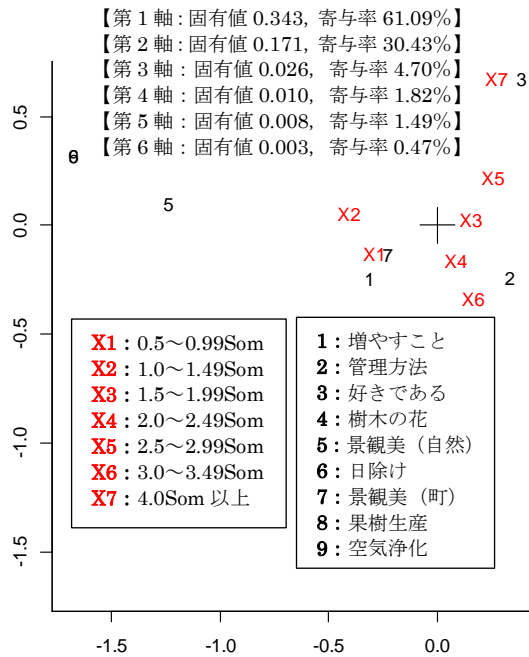 【第 1 軸 : 固有値 0.343, 寄与率 61.09%】
【第 2 軸 : 固有値 0.171, 寄与率 30.43%】
【第 3 軸 : 固有値 0.026, 寄与率 4.70%】
【第 4 軸 : 固有値 0.010, 寄与率 1.82%】
【第 5 軸 : 固有値 0.008, 寄与率 1.49%】
【第 6 軸 : 固有値 0.003, 寄与率 0.47%】
X7 3
0.5
X5
5
X2
X3
0.0
X1 7
X4
1
2
X6
-0.5
X1 : 0.5～0.99Som
X2 : 1.0～1.49Som
X3 : 1.5～1.99Som
X4 : 2.0～2.49Som
X5 : 2.5～2.99Som
X6 : 3.0～3.49Som
X7 : 4.0Som 以上
1 : 増やすこと
2 : 管理方法
3 : 好きである
4 : 樹木の花
5 : 景観美（自然）
6 : 日除け
7 : 景観美（町）
8 : 果樹生産
9 : 空気浄化
-1.0
-1.5
-1.5 -1.0 -0.5 0.0